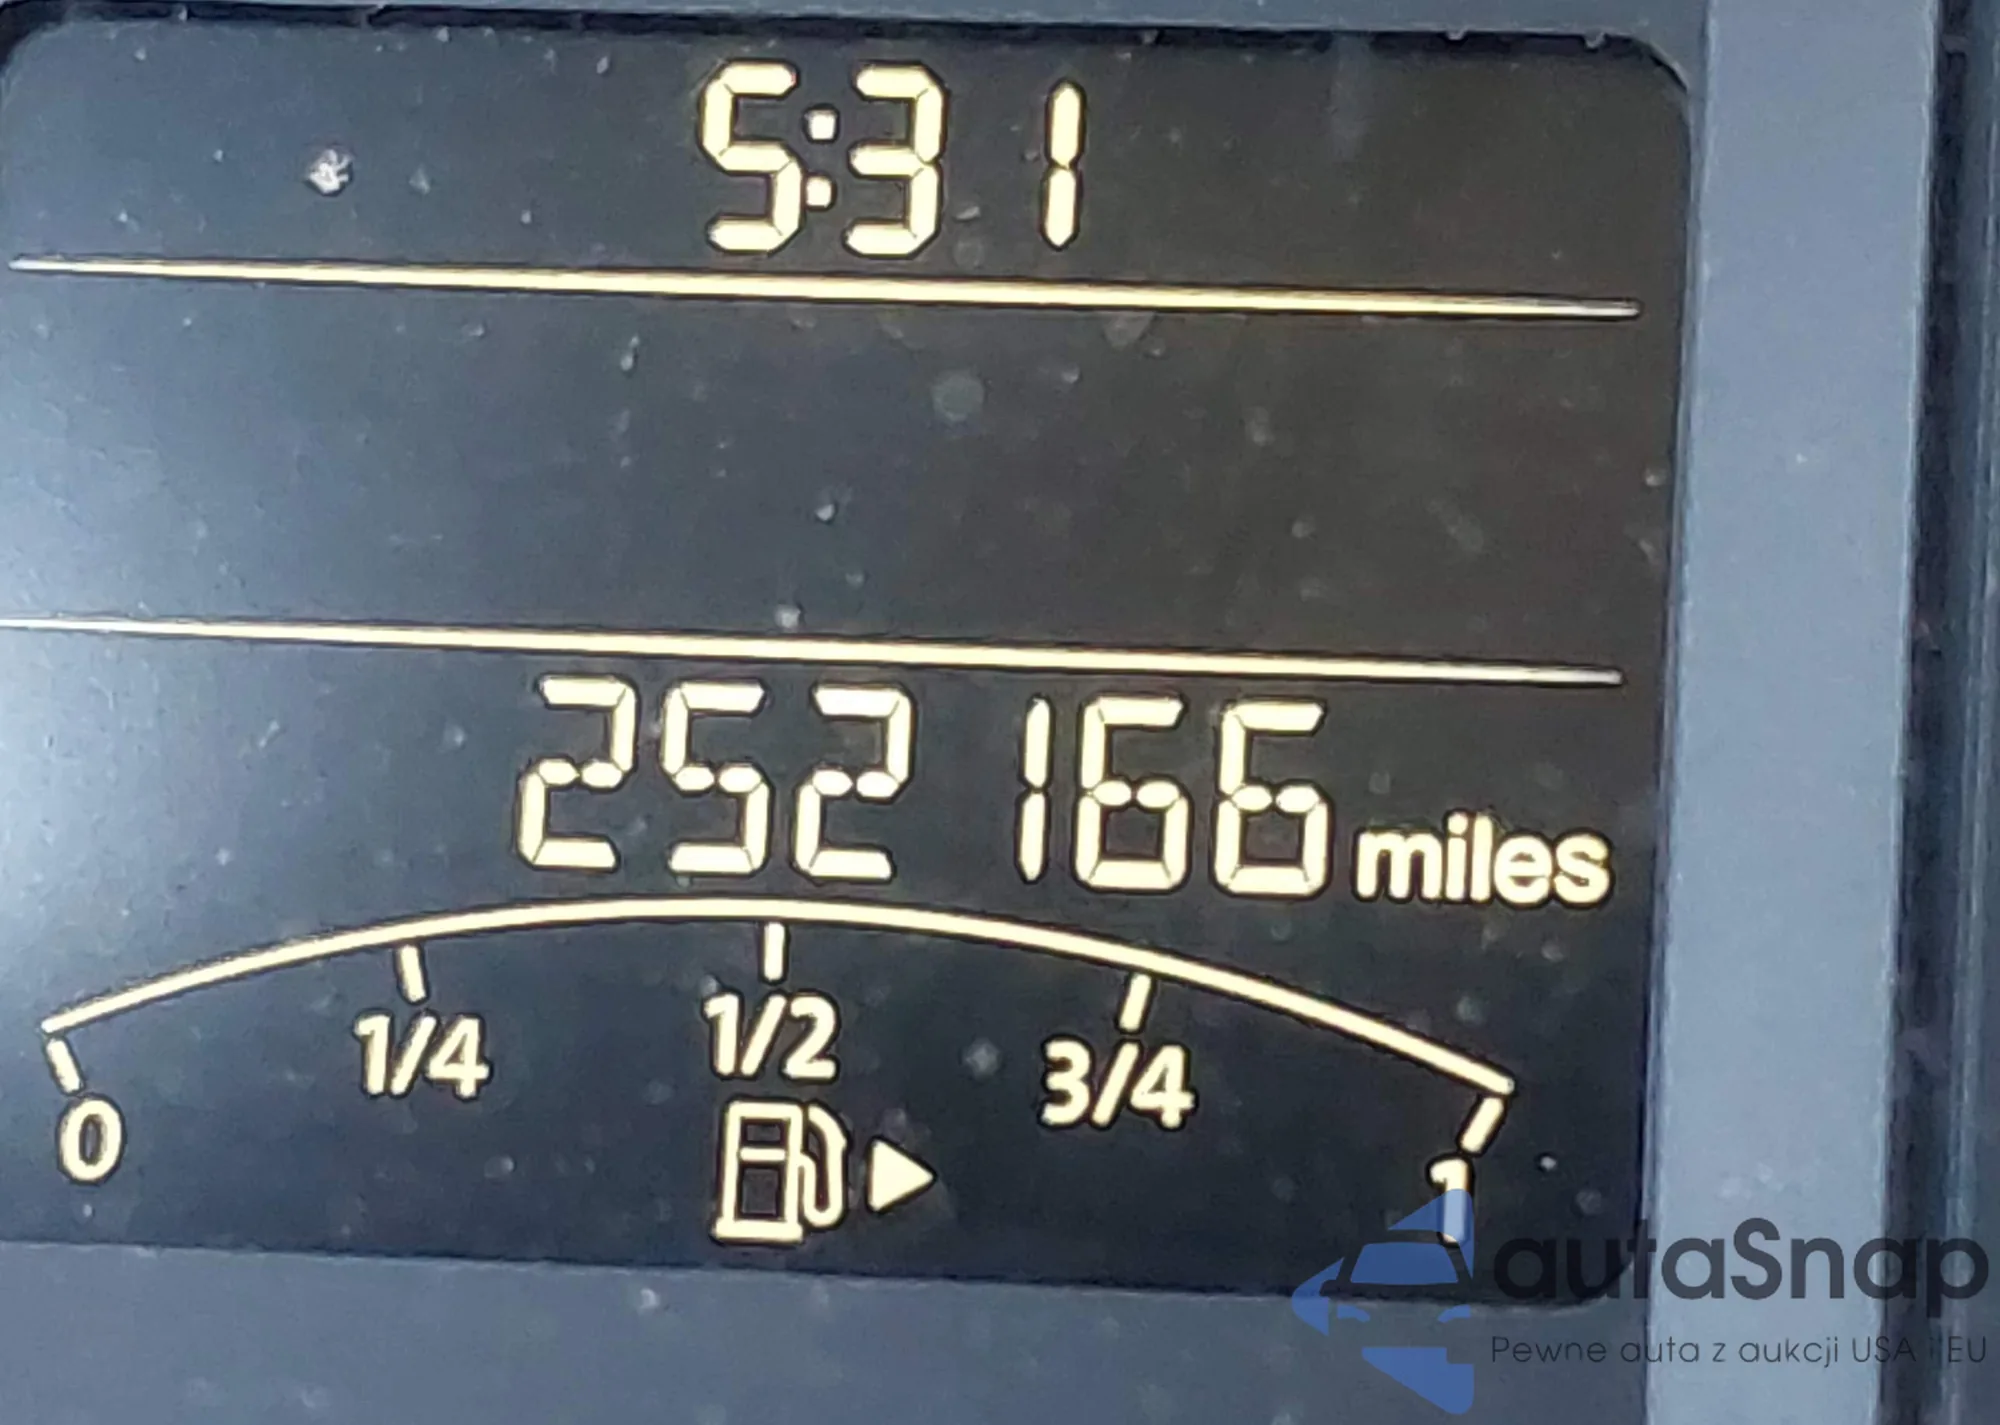 5:31
252166 miles
0 1/4 1/2 3/4 1
autaSnap
Pewne auta z aukcji USA i EU